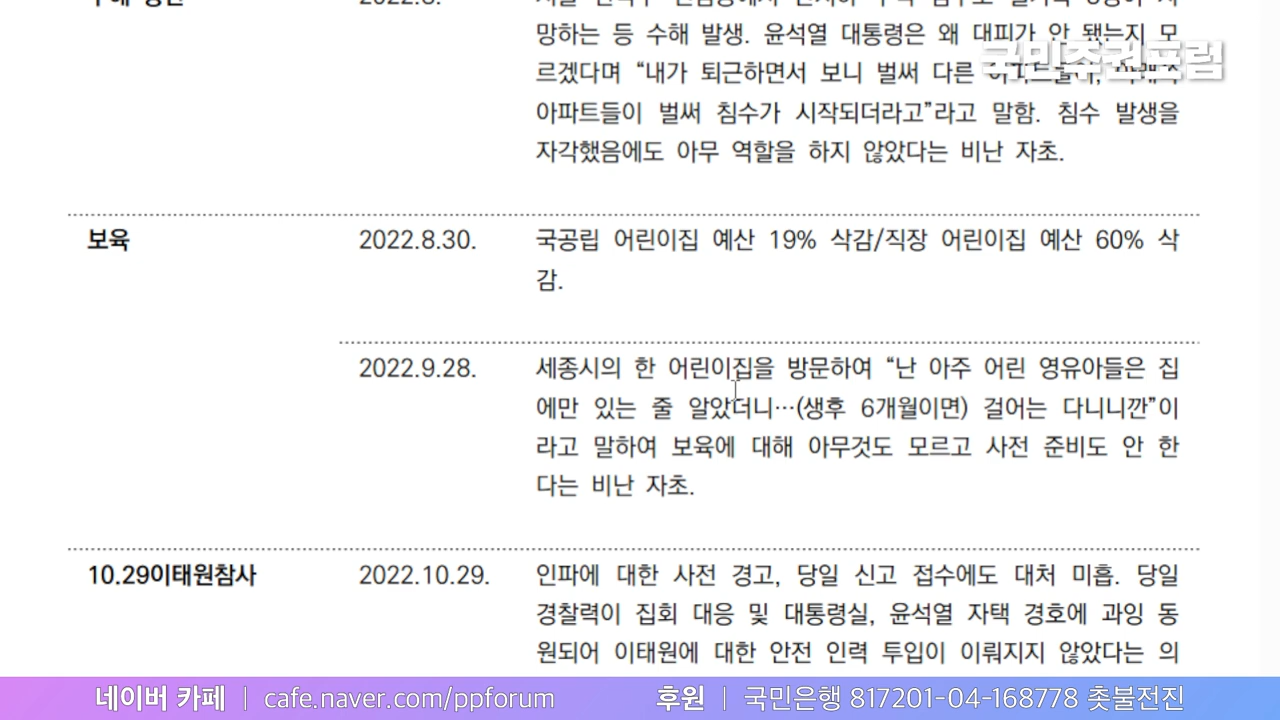 망하는 등 수해 발생. 윤석열 대통령은 왜 대피가 안 됐는지 모
국민주권포럼
르겠다며 “내가 퇴근하면서 보니 벌써 다른
아파트들이 벌써 침수가 시작되더라고”라고 말함. 침수 발생을
자각했음에도 아무 역할을 하지 않았다는 비난 자초.
보육 2022.8.30. 국공립 어린이집 예산 19% 삭감/직장 어린이집 예산 60% 삭
감.
2022.9.28. 세종시의 한 어린이집을 방문하여 “난 아주 어린 영유아들은 집
에만 있는 줄 알았더니…(생후 6개월이면) 걸어는 다니니깐”이
라고 말하여 보육에 대해 아무것도 모르고 사전 준비도 안 한
다는 비난 자초.
10.29이태원참사 2022.10.29. 인파에 대한 사전 경고, 당일 신고 접수에도 대처 미흡. 당일
경찰력이 집회 대응 및 대통령실, 윤석열 자택 경호에 과잉 동
원되어 이태원에 대한 안전 인력 투입이 이뤄지지 않았다는 의
네이버 카페 | cafe.naver.com/ppforum 후원 | 국민은행 817201-04-168778 촛불전진